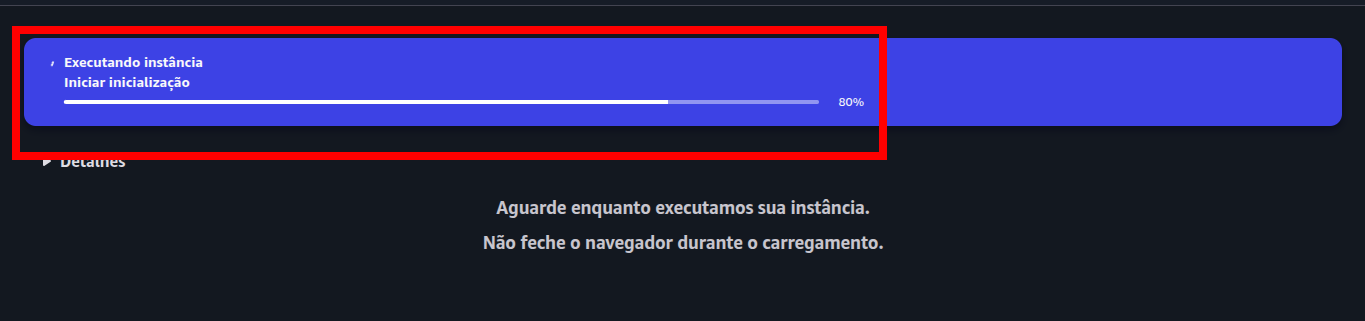 Executando instância
Iniciar inicialização
80%
Detalhes
Aguarde enquanto executamos sua instância.
Não feche o navegador durante o carregamento.